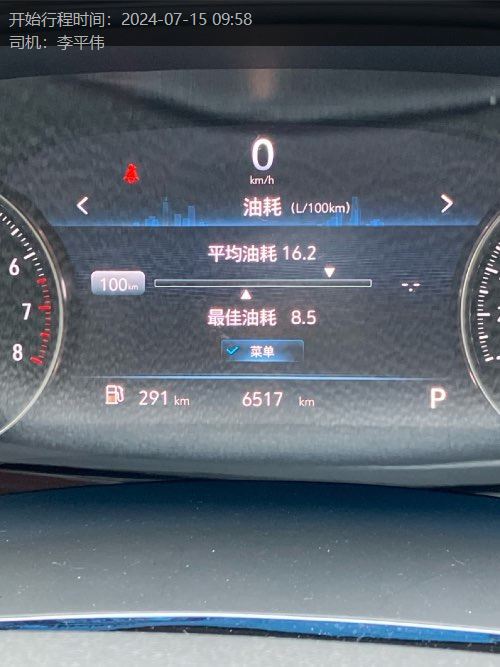 开始行程时间：2024-07-15 09:58
司机：李平伟
0
km/h
油耗 (L/100km)
平均油耗 16.2
6
100km
-.-
7
最佳油耗 8.5
8
菜单
291 km 6517 km P